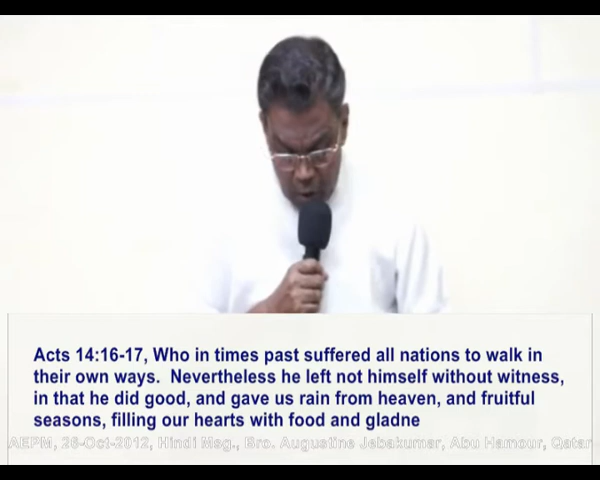 Acts 14:16-17, Who in times past suffered all nations to walk in
their own ways.  Nevertheless he left not himself without witness,
in that he did good, and gave us rain from heaven, and fruitful
seasons, filling our hearts with food and gladne
AEPM, 26-Oct-2012, Hindi Msg., Bro. Augustine Jebakumar, Abu Hamour, Qatar